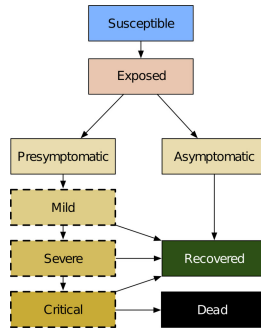 Susceptible
Exposed
Presymptomatic
Asymptomatic
Mild
Severe
Recovered
Critical
Dead